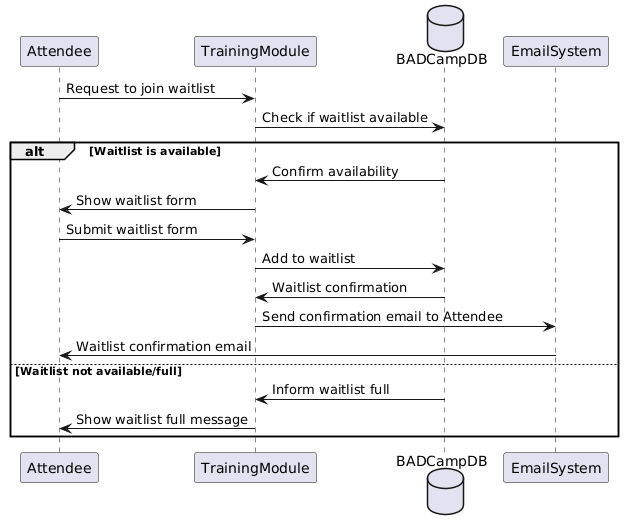 Attendee
TrainingModule
BADCampDB
EmailSystem
Request to join waitlist
Check if waitlist available
alt
[Waitlist is available]
Confirm availability
Show waitlist form
Submit waitlist form
Add to waitlist
Waitlist confirmation
Send confirmation email to Attendee
Waitlist confirmation email
[Waitlist not available/full]
Inform waitlist full
Show waitlist full message
Attendee
TrainingModule
BADCampDB
EmailSystem